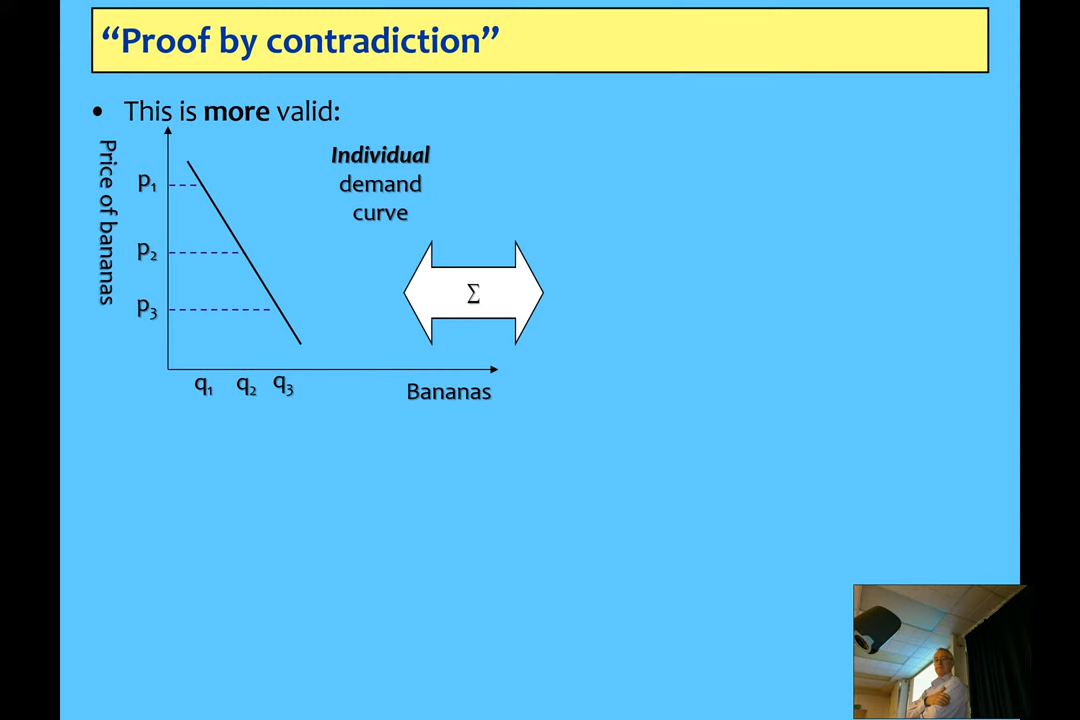 “Proof by contradiction”
• This is more valid:
Price of bananas
Individual
demand
curve
p₁
p₂
p₃
∑
q₁ q₂ q₃
Bananas